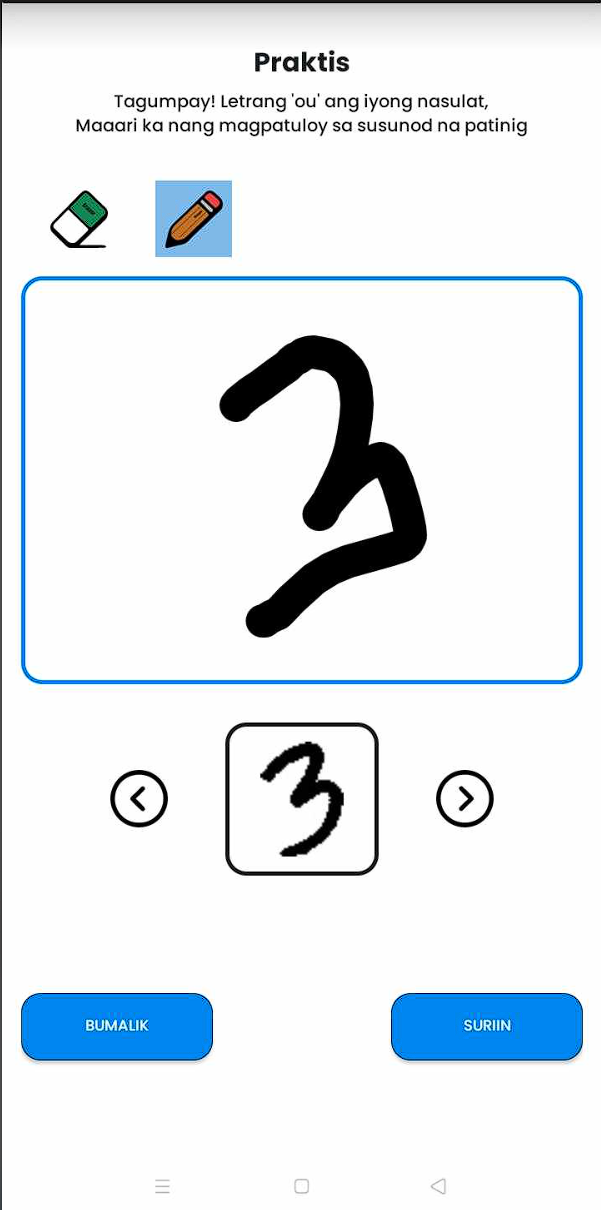 Praktis
Tagumpay! Letrang 'ou' ang iyong nasulat,
Maaari ka nang magpatuloy sa susunod na patinig
ᜂ
ᜂ
BUMALIK
SURIIN